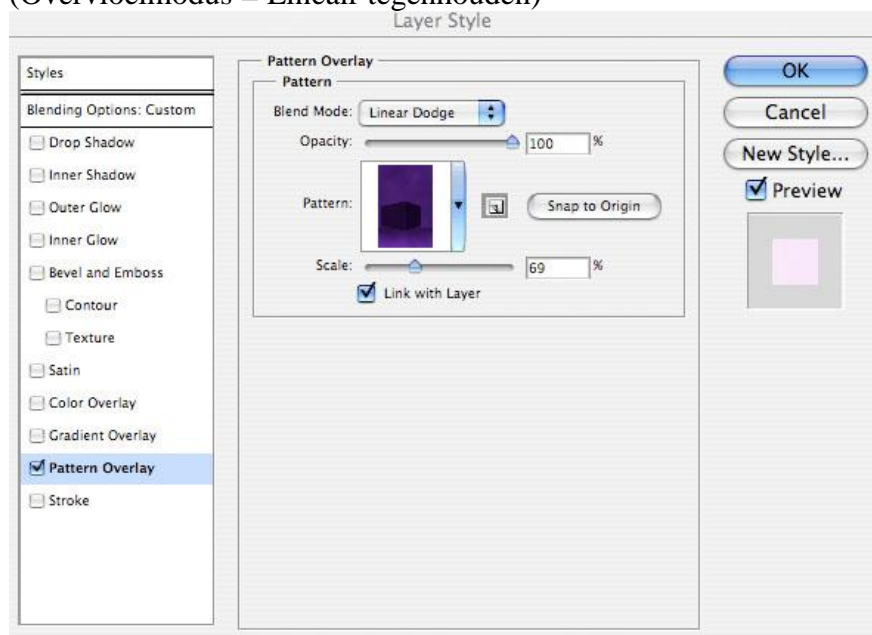 (Overvloeimodus = Lineair tegenhouden)
Layer Style
Styles
Blending Options: Custom
Drop Shadow
Inner Shadow
Outer Glow
Inner Glow
Bevel and Emboss
Contour
Texture
Satin
Color Overlay
Gradient Overlay
Pattern Overlay
Stroke
Pattern Overlay
Pattern
Blend Mode: Linear Dodge
Opacity: 100 %
Pattern: Snap to Origin
Scale: 69 %
Link with Layer
OK
Cancel
New Style...
Preview